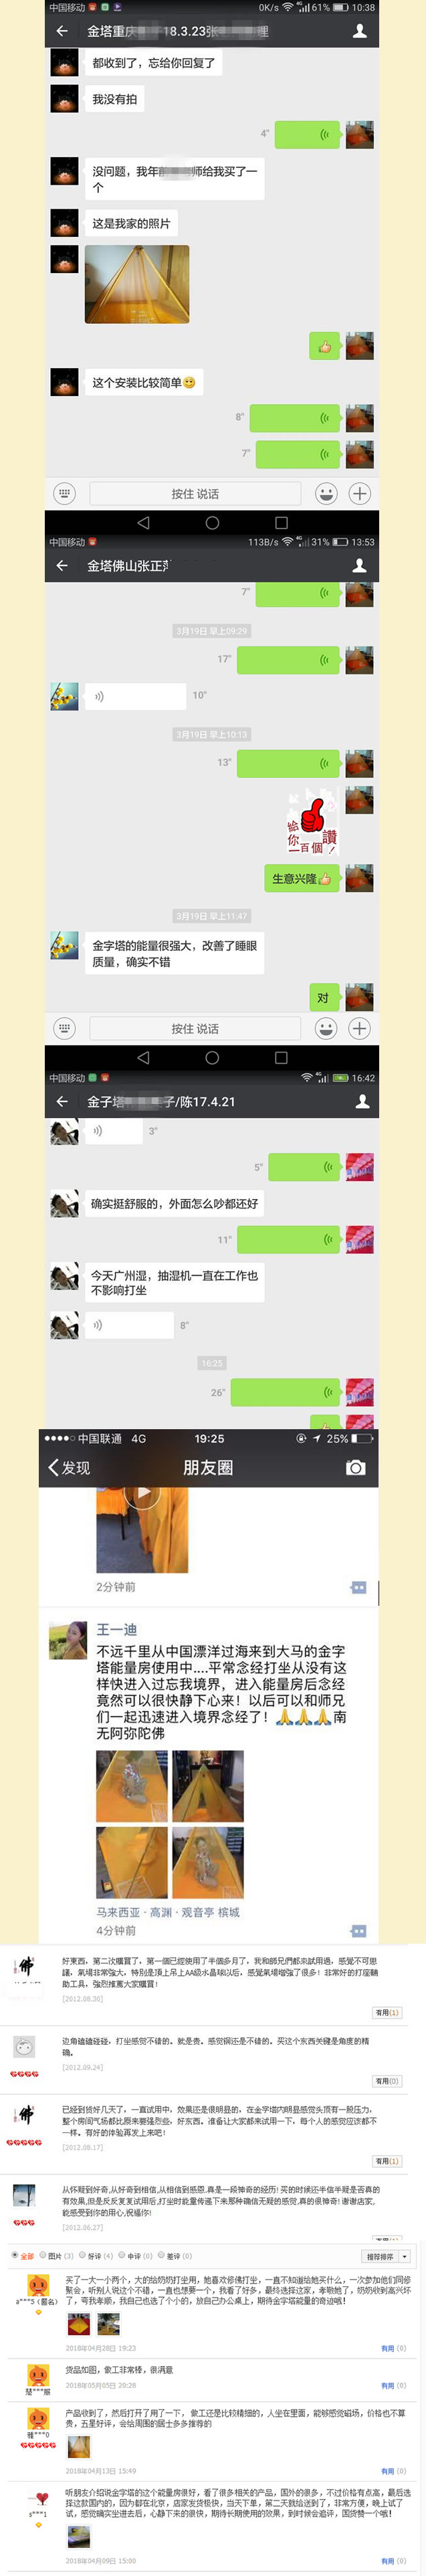 中国移动
0K/s 4G 61% 10:38
金塔重庆 18.3.23张 理
都收到了，忘给你回复了
我没有拍
4"
没问题，我年前 师给我买了一
个
这是我家的照片
这个安装比较简单
8"
7"
按住 说话
中国移动
113B/s 4G 31% 13:53
金塔佛山张正萍
7"
3月19日 早上09:29
17"
10"
3月19日 早上10:13
13"
給你一百個讚!
生意兴隆
3月19日 早上11:47
金字塔的能量很强大，改善了睡眠
质量，确实不错
对
按住 说话
中国移动
4G 16:42
金子塔 子/陈17.4.21
3"
5"
确实挺舒服的，外面怎么吵都还好
11"
今天广州湿，抽湿机一直在工作也
不影响打坐
8"
16:25
26"
中国联通 4G 19:25 25%
发现 朋友圈
2分钟前
王一迪
不远千里从中国漂洋过海来到大马的金字
塔能量房使用中....平常念经打坐从没有这
样快进入过忘我境界，进入能量房后念经
竟然可以很快静下心来！以后可以和师兄
们一起迅速进入境界念经了！🙏🙏🙏南
无阿弥陀佛
马来西亚 · 高渊 · 观音亭 槟城
4分钟前
佛
好東西，第二次購買了，第一個已經使用了半個多月了，我和師兄們都來試用過，感覺不可思
議，氣場非常強大，特別是頂上吊上AA级水晶球以后，感覺氣場增強了很多！非常好的打座輔
助工具，強烈推薦大家購買！
[2012.08.30]
有用(1)
边角磕磕碰碰，打坐感觉不错的。就是贵。感觉铜还是不错的。买这个东西关键是角度的精
确。
[2012.09.24]
有用(0)
佛
已经到货好几天了，一直试用中，效果还是很明显的，在金字塔内明显感觉头顶有一股压力，
整个房间气场都比原来要强烈些，好东西。准备让大家都来试用一下，每个人的感觉应该都不
一样。有好的体验再发上来吧！
[2012.08.17]
有用(1)
从怀疑到好奇，从好奇到相信，从相信到感恩，真是一段神奇的经历！买的时候还半信半疑是否真的
有效果，但是反反复复试用后，打坐时能量传递下来那种确信无疑的感觉，真的很神奇！谢谢店家，
能感受到你的用心，祝福你！
[2012.06.27]
全部 图片 (3) 好评 (4) 中评 (0) 差评 (0) 推荐排序
买了一大一小两个，大的给奶奶打坐用，她喜欢修佛打坐，一直不知道给她买什么，一次参加他们同修
聚会，听别人说这个不错，一直也想要一个，我看了好多，最终选择这家，孝敬她了，奶奶收到高兴坏
了，夸我孝顺，我自己也选了个小的，放自己办公桌上，期待金字塔能量的奇迹哦！
a***5（匿名）
2018年04月28日 19:23
有用 (0)
货品如图，做工非常棒，很满意
楚***服
2018年05月05日 20:28
有用 (0)
产品收到了，然后打开了用了一下，做工还是比较精细的，人坐在里面，能够感觉磁场，价格也不算
贵，五星好评，会给周围的居士多多推荐的
雅***0
2018年04月13日 15:49
有用 (0)
听朋友介绍说金字塔的这个能量房很好，看了很多相关的产品，国外的很多，不过价格有点高，最后选
择这款国内的，因为都在北京，店家发货极快，当天下单，第二天就给送到了，非常方便，晚上试了
试，感觉确实坐进去后，心静下来的很快，期待长期使用的效果，到时候会追评，国货赞一个哦！
s***1
2018年04月09日 15:00
有用 (0)